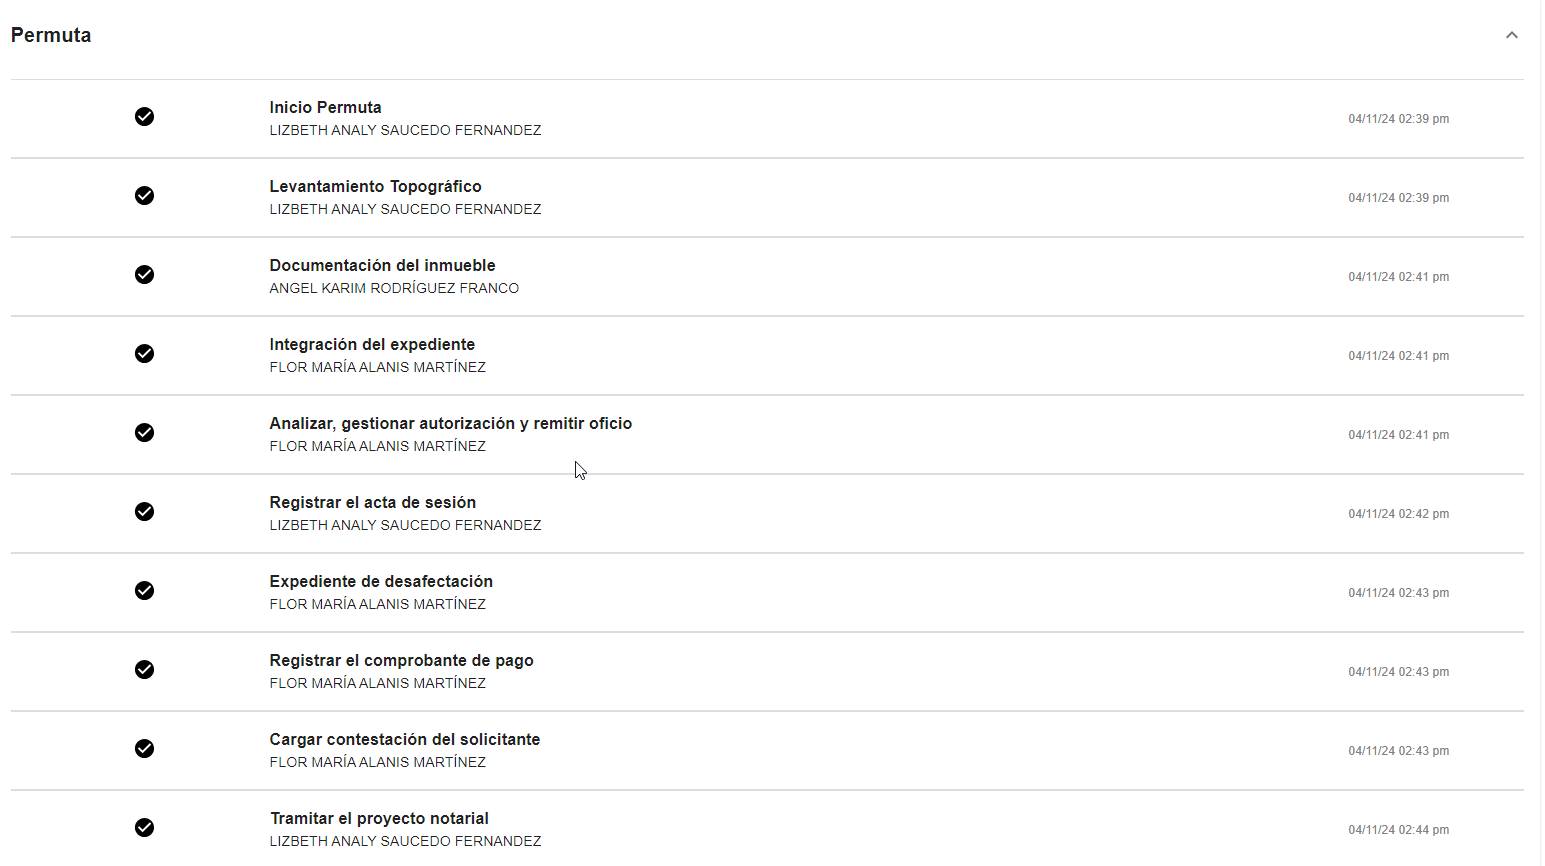 Permuta
Inicio Permuta
LIZBETH ANALY SAUCEDO FERNANDEZ
04/11/24 02:39 pm
Levantamiento Topográfico
LIZBETH ANALY SAUCEDO FERNANDEZ
04/11/24 02:39 pm
Documentación del inmueble
ANGEL KARIM RODRÍGUEZ FRANCO
04/11/24 02:41 pm
Integración del expediente
FLOR MARÍA ALANIS MARTÍNEZ
04/11/24 02:41 pm
Analizar, gestionar autorización y remitir oficio
FLOR MARÍA ALANIS MARTÍNEZ
04/11/24 02:41 pm
Registrar el acta de sesión
LIZBETH ANALY SAUCEDO FERNANDEZ
04/11/24 02:42 pm
Expediente de desafectación
FLOR MARÍA ALANIS MARTÍNEZ
04/11/24 02:43 pm
Registrar el comprobante de pago
FLOR MARÍA ALANIS MARTÍNEZ
04/11/24 02:43 pm
Cargar contestación del solicitante
FLOR MARÍA ALANIS MARTÍNEZ
04/11/24 02:43 pm
Tramitar el proyecto notarial
LIZBETH ANALY SAUCEDO FERNANDEZ
04/11/24 02:44 pm